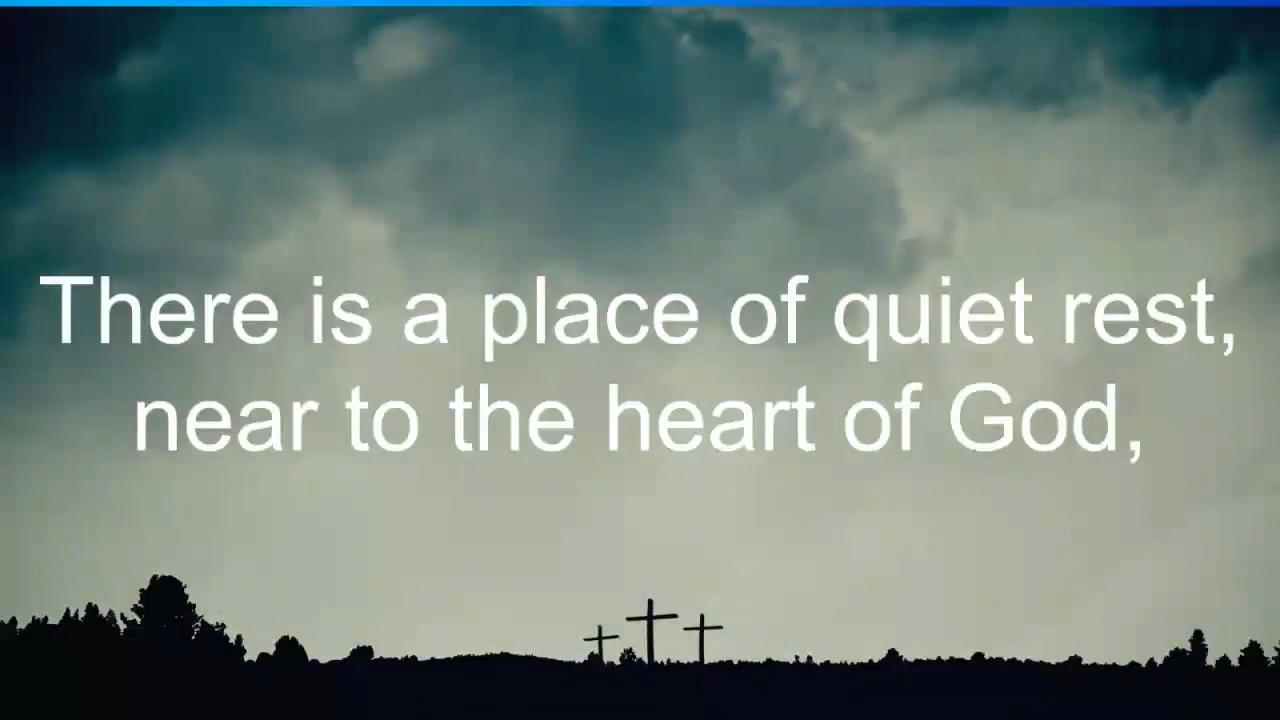 There is a place of quiet rest,
near to the heart of God,